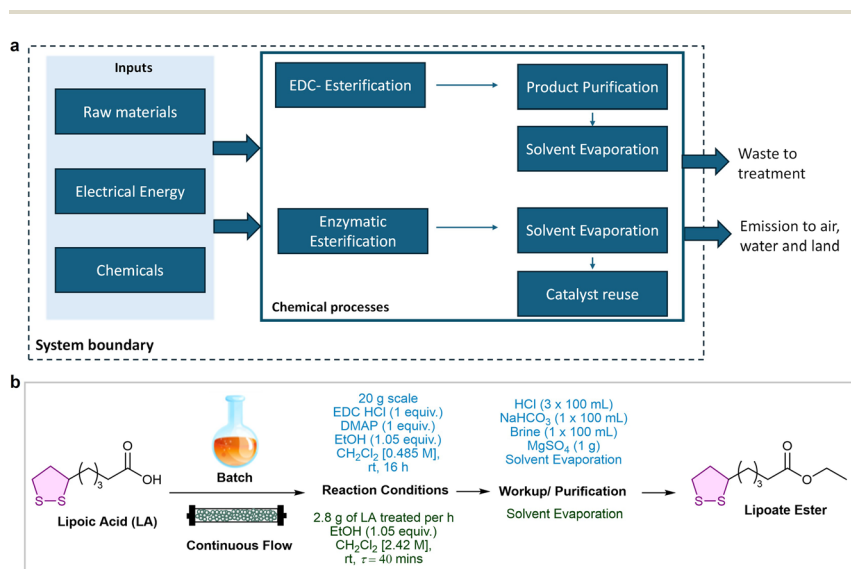 a
Inputs
Raw materials
Electrical Energy
Chemicals
EDC- Esterification
Product Purification
Solvent Evaporation
Enzymatic
Esterification
Solvent Evaporation
Catalyst reuse
Chemical processes
System boundary
Waste to
treatment
Emission to air,
water and land
b
O
OH
( )3
S-S
Lipoic Acid (LA)
Batch
Continuous Flow
20 g scale
EDC HCl (1 equiv.)
DMAP (1 equiv.)
EtOH (1.05 equiv.)
CH₂Cl₂ [0.485 M],
rt, 16 h
Reaction Conditions
2.8 g of LA treated per h
EtOH (1.05 equiv.)
CH₂Cl₂ [2.42 M],
rt, τ = 40 mins
HCl (3 x 100 mL)
NaHCO₃ (1 x 100 mL)
Brine (1 x 100 mL)
MgSO₄ (1 g)
Solvent Evaporation
Workup/ Purification
Solvent Evaporation
O
O
( )3
S-S
Lipoate Ester